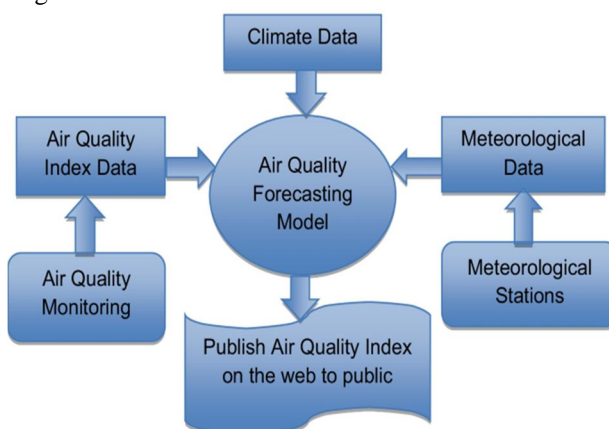 Climate Data
Air Quality
Index Data
Air Quality
Forecasting
Model
Meteorological
Data
Air Quality
Monitoring
Meteorological
Stations
Publish Air Quality Index
on the web to public